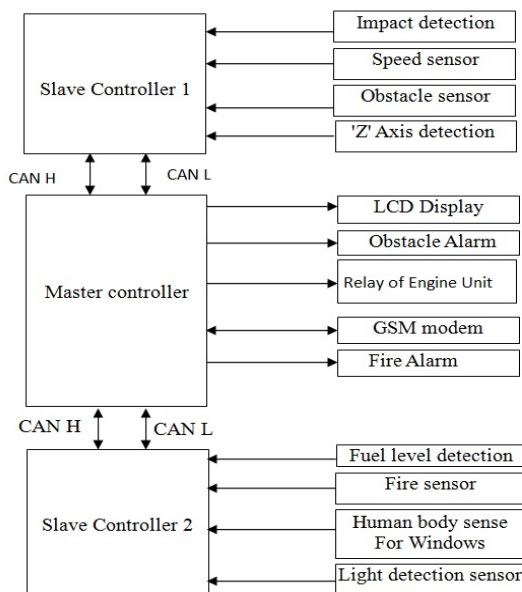 Impact detection
Speed sensor
Slave Controller 1
Obstacle sensor
'Z' Axis detection
CAN H
CAN L
LCD Display
Obstacle Alarm
Master controller
Relay of Engine Unit
GSM modem
Fire Alarm
CAN H
CAN L
Fuel level detection
Fire sensor
Slave Controller 2
Human body sense
For Windows
Light detection sensor